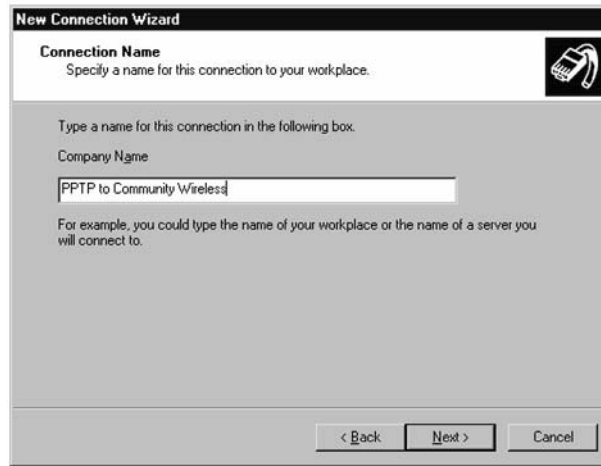 New Connection Wizard
Connection Name
Specify a name for this connection to your workplace.
Type a name for this connection in the following box.
Company Name
PPTP to Community Wireless
For example, you could type the name of your workplace or the name of a server you
will connect to.
< Back Next > Cancel